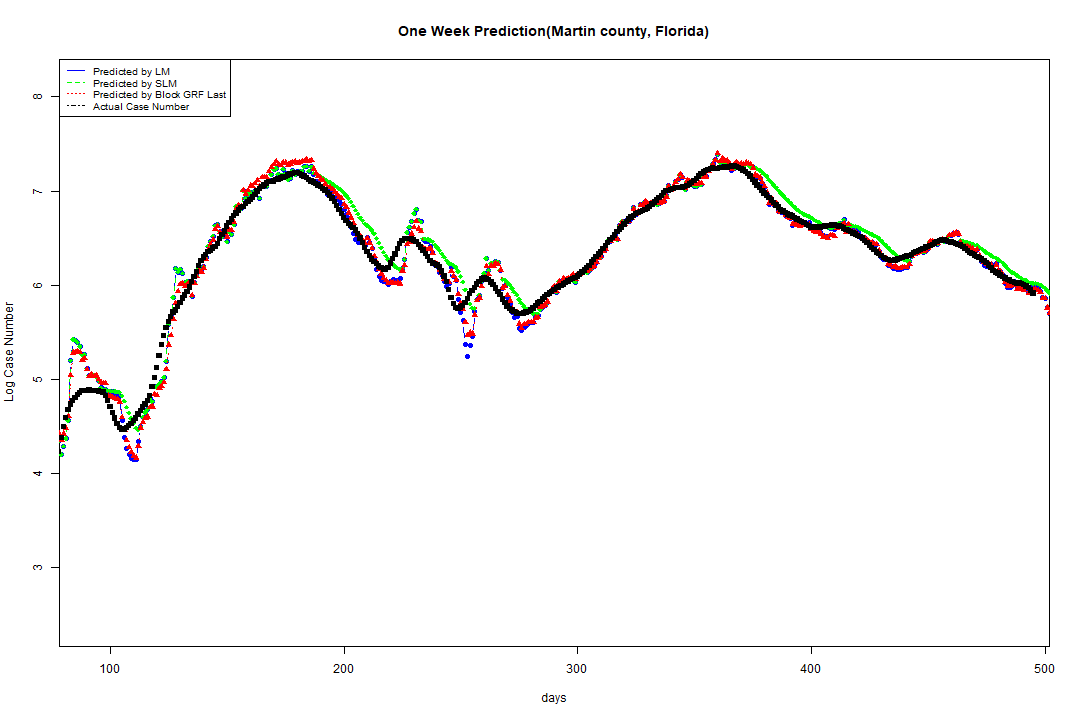 One Week Prediction(Martin county, Florida)
Predicted by LM
Predicted by SLM
Predicted by Block GRF Last
Actual Case Number
8
7
6
5
4
3
Log Case Number
100 200 300 400 500
days